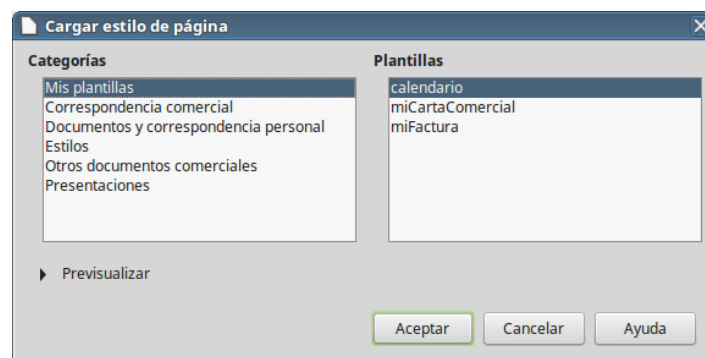 Cargar estilo de página
Categorías
Mis plantillas
Correspondencia comercial
Documentos y correspondencia personal
Estilos
Otros documentos comerciales
Presentaciones
Plantillas
calendario
miCartaComercial
miFactura
Previsualizar
Aceptar
Cancelar
Ayuda